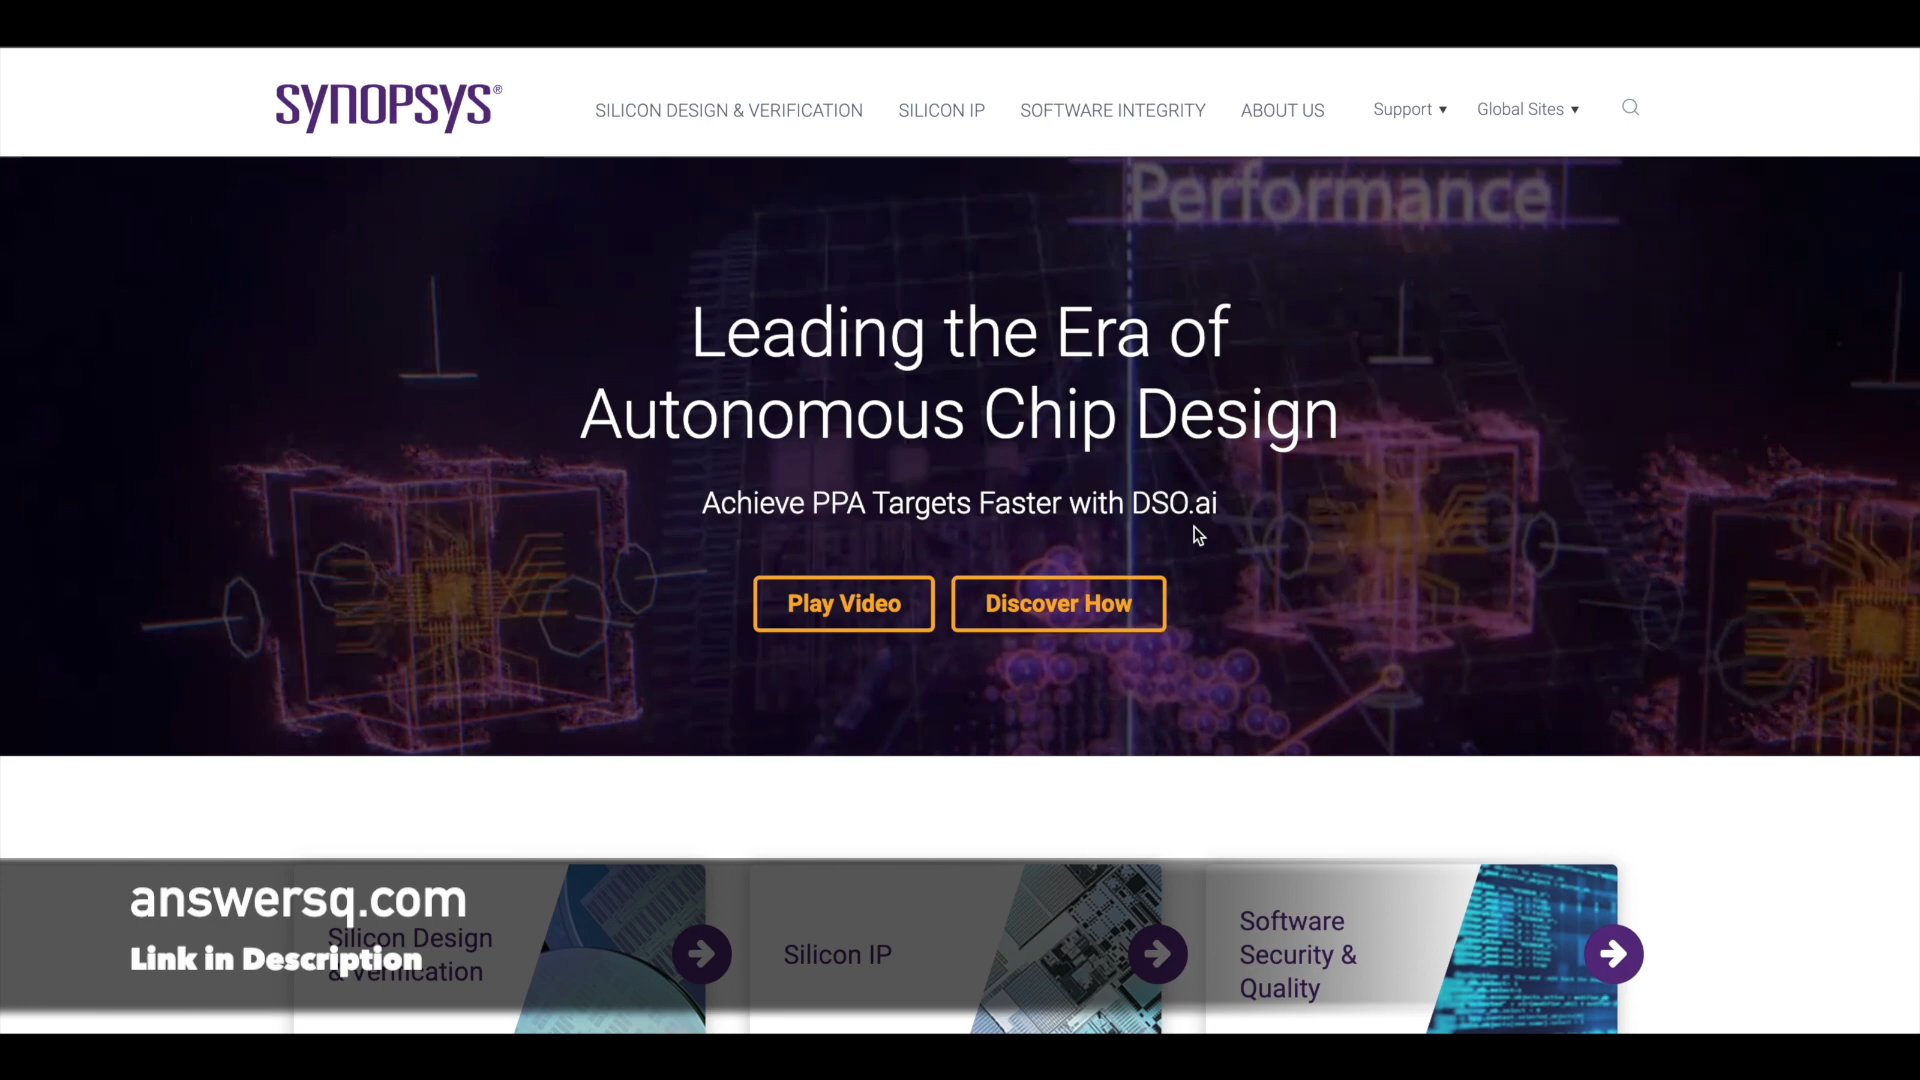 SYNOPSYS®
SILICON DESIGN & VERIFICATION
SILICON IP
SOFTWARE INTEGRITY
ABOUT US
Support ▼
Global Sites ▼
Performance
Leading the Era of
Autonomous Chip Design
Achieve PPA Targets Faster with DSO.ai
Play Video
Discover How
answersq.com
Link in Description
Silicon Design
& Verification
Silicon IP
Software
Security &
Quality